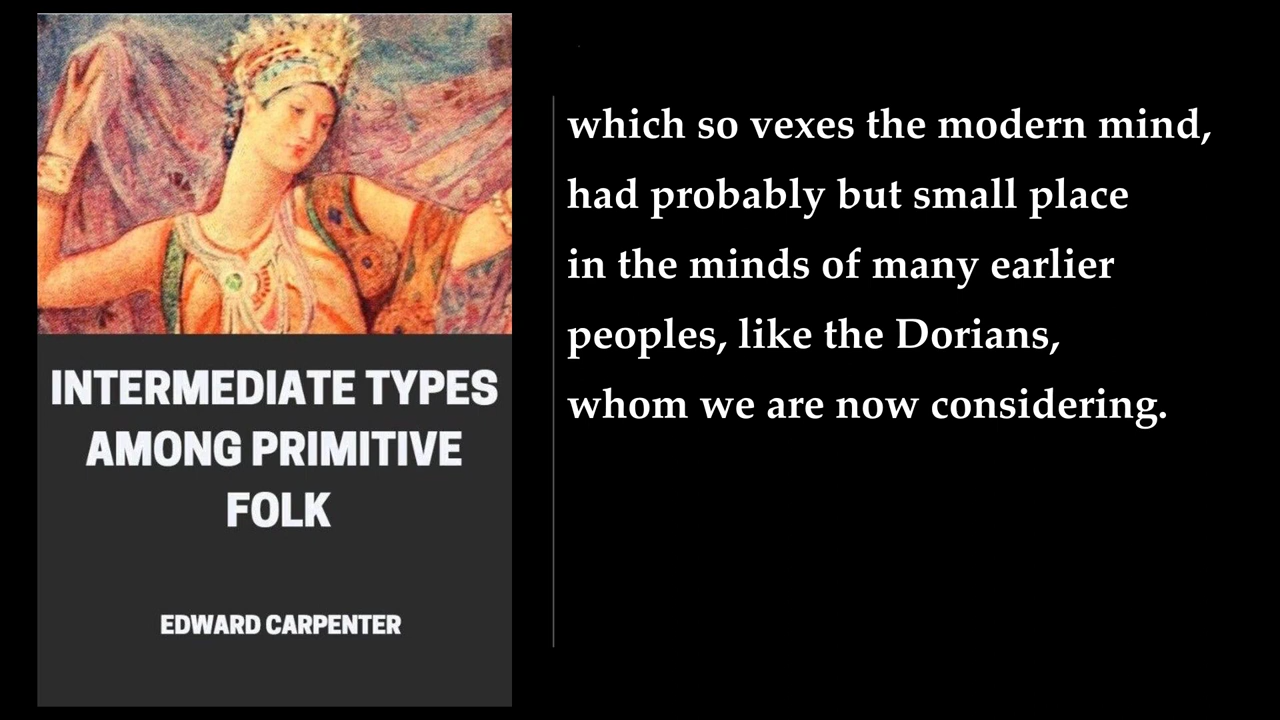 INTERMEDIATE TYPES
AMONG PRIMITIVE
FOLK
EDWARD CARPENTER
which so vexes the modern mind,
had probably but small place
in the minds of many earlier
peoples, like the Dorians,
whom we are now considering.